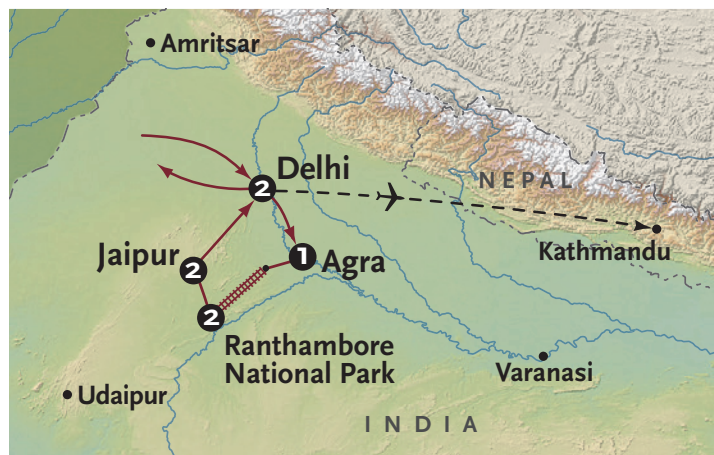 Amritsar
Delhi
2
NEPAL
Kathmandu
Jaipur
2
1
Agra
2
Ranthambore
National Park
Varanasi
Udaipur
INDIA